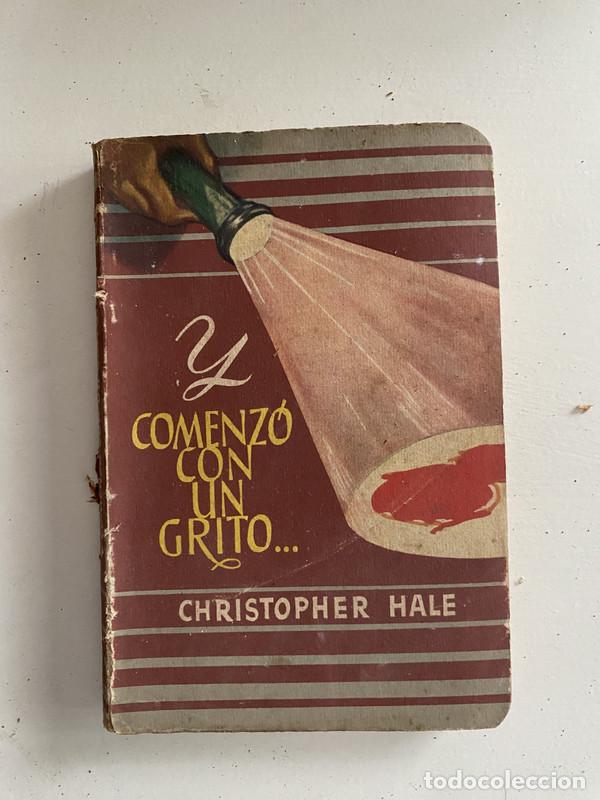 Y
COMENZÓ
CON
UN
GRITO...
CHRISTOPHER HALE
todocoleccion